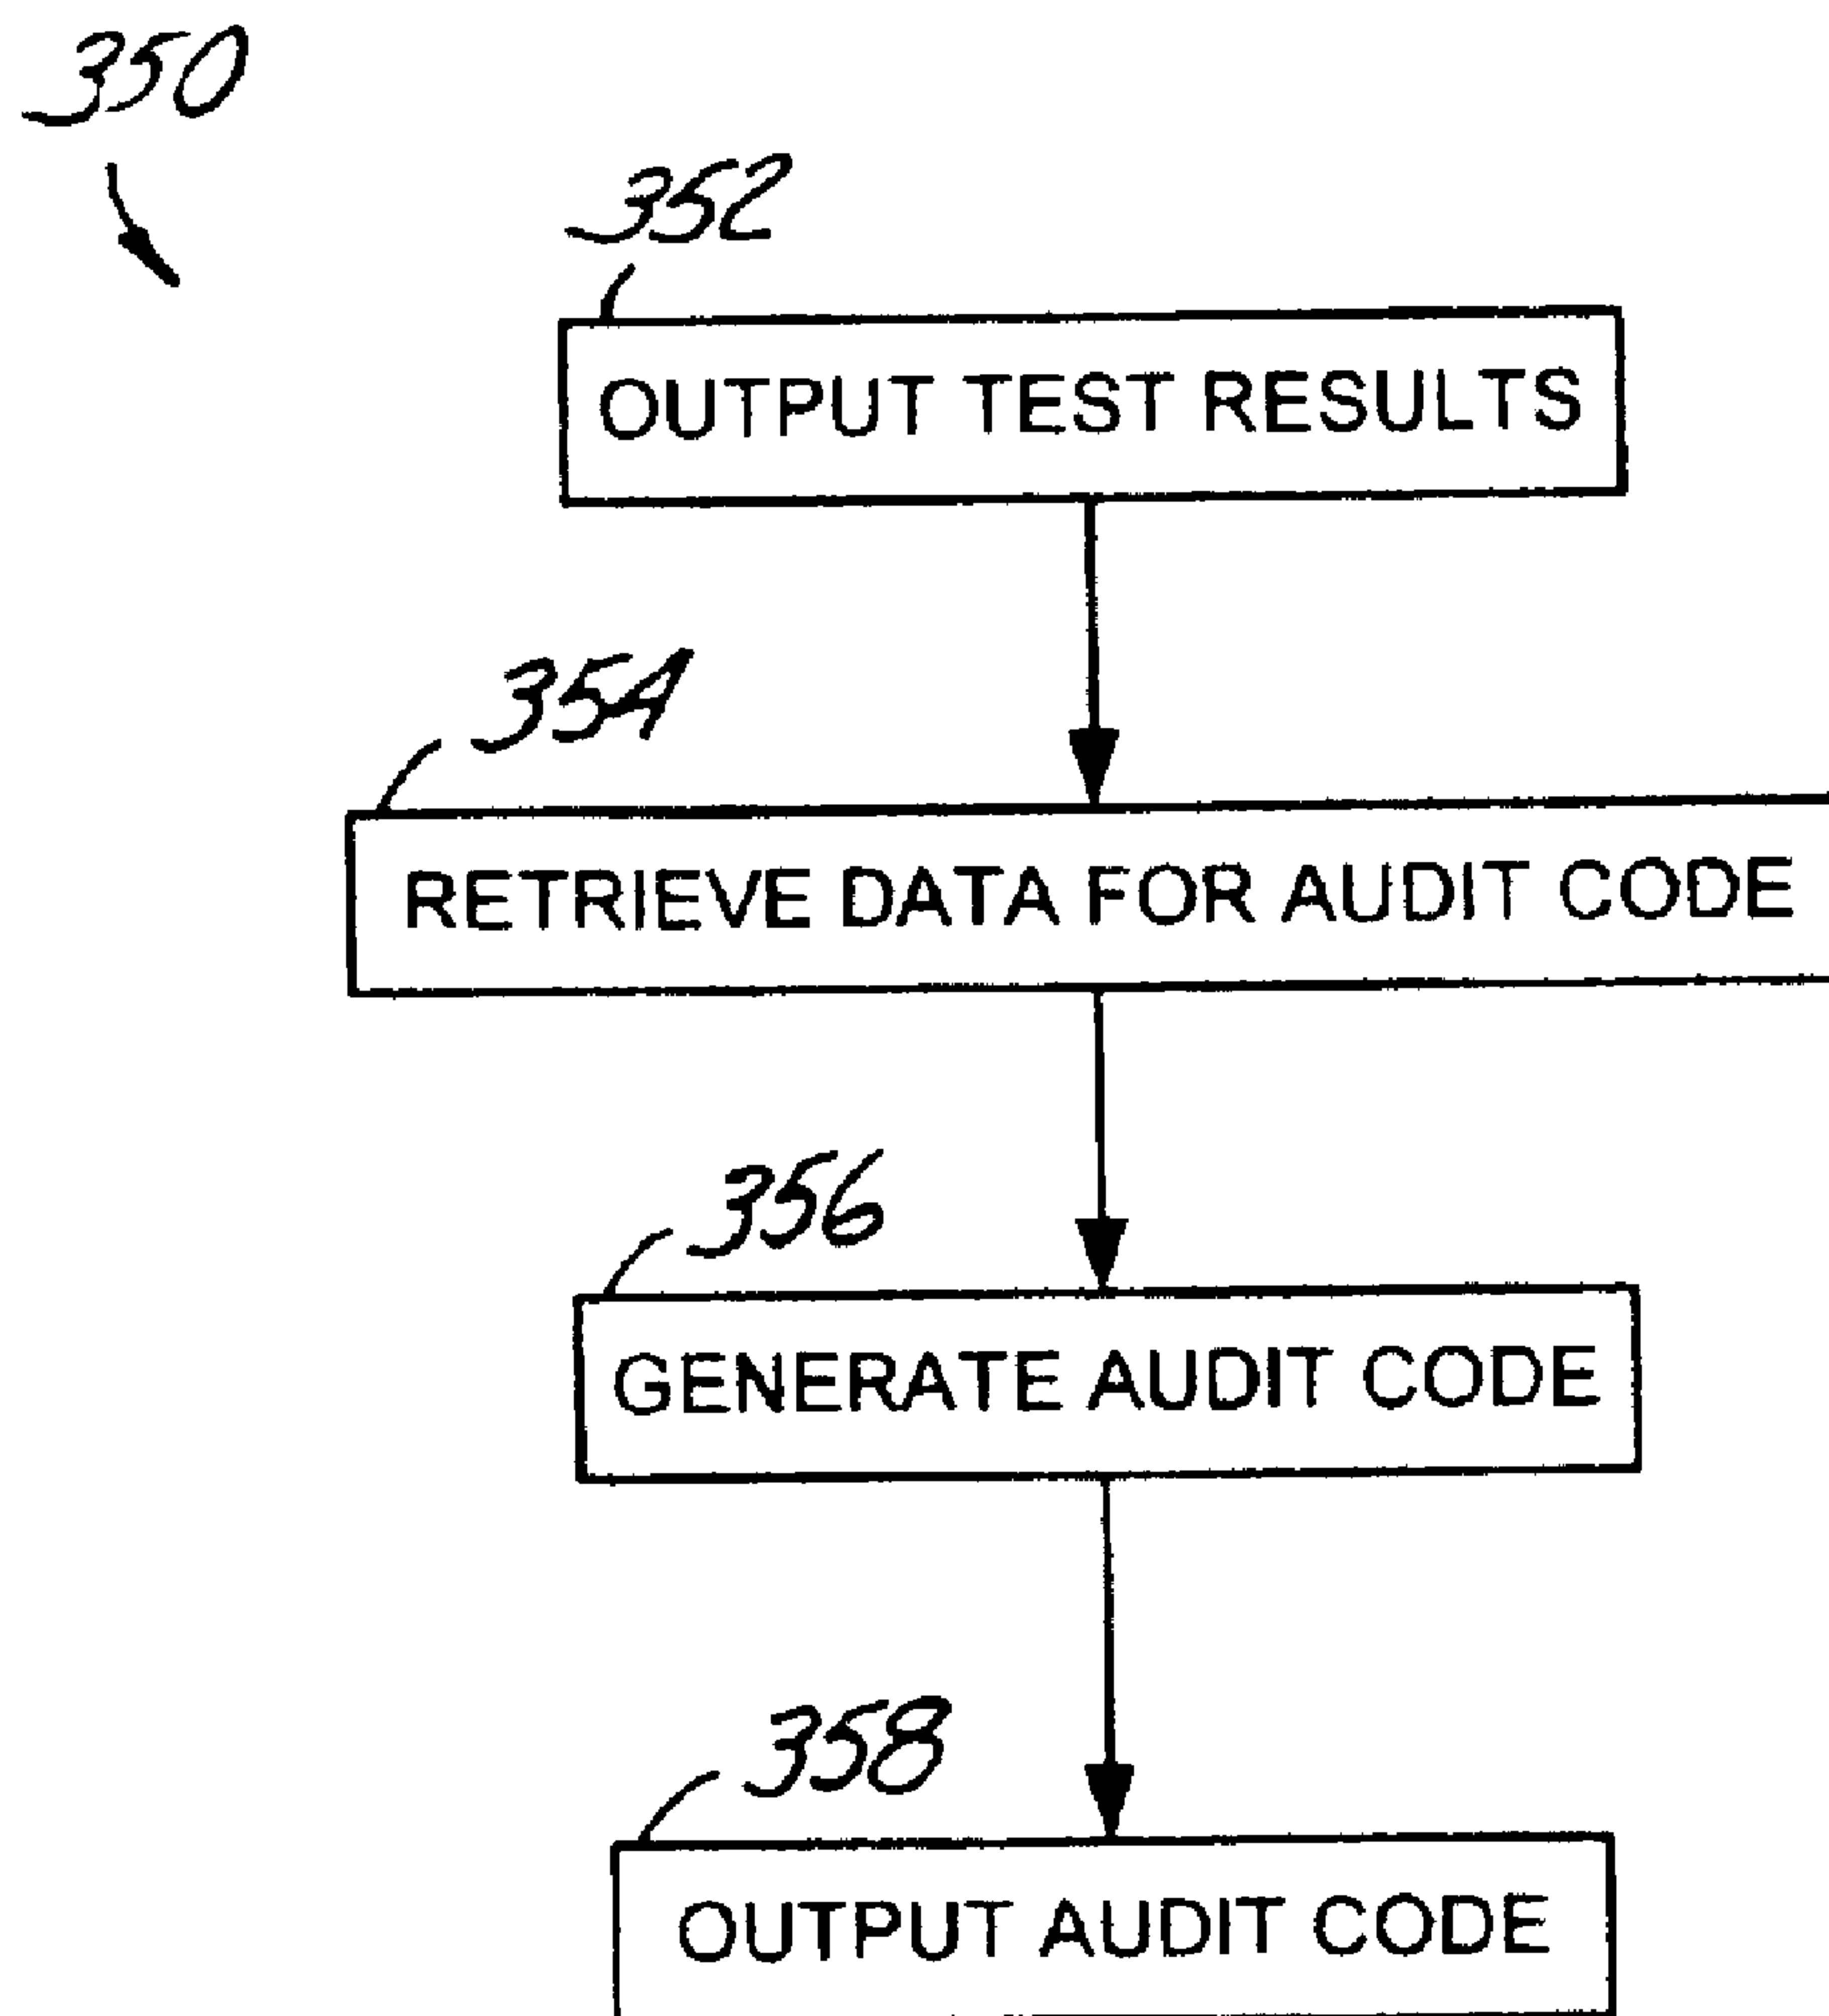 350
352
OUTPUT TEST RESULTS
354
RETRIEVE DATA FOR AUDIT CODE
356
GENERATE AUDIT CODE
358
OUTPUT AUDIT CODE